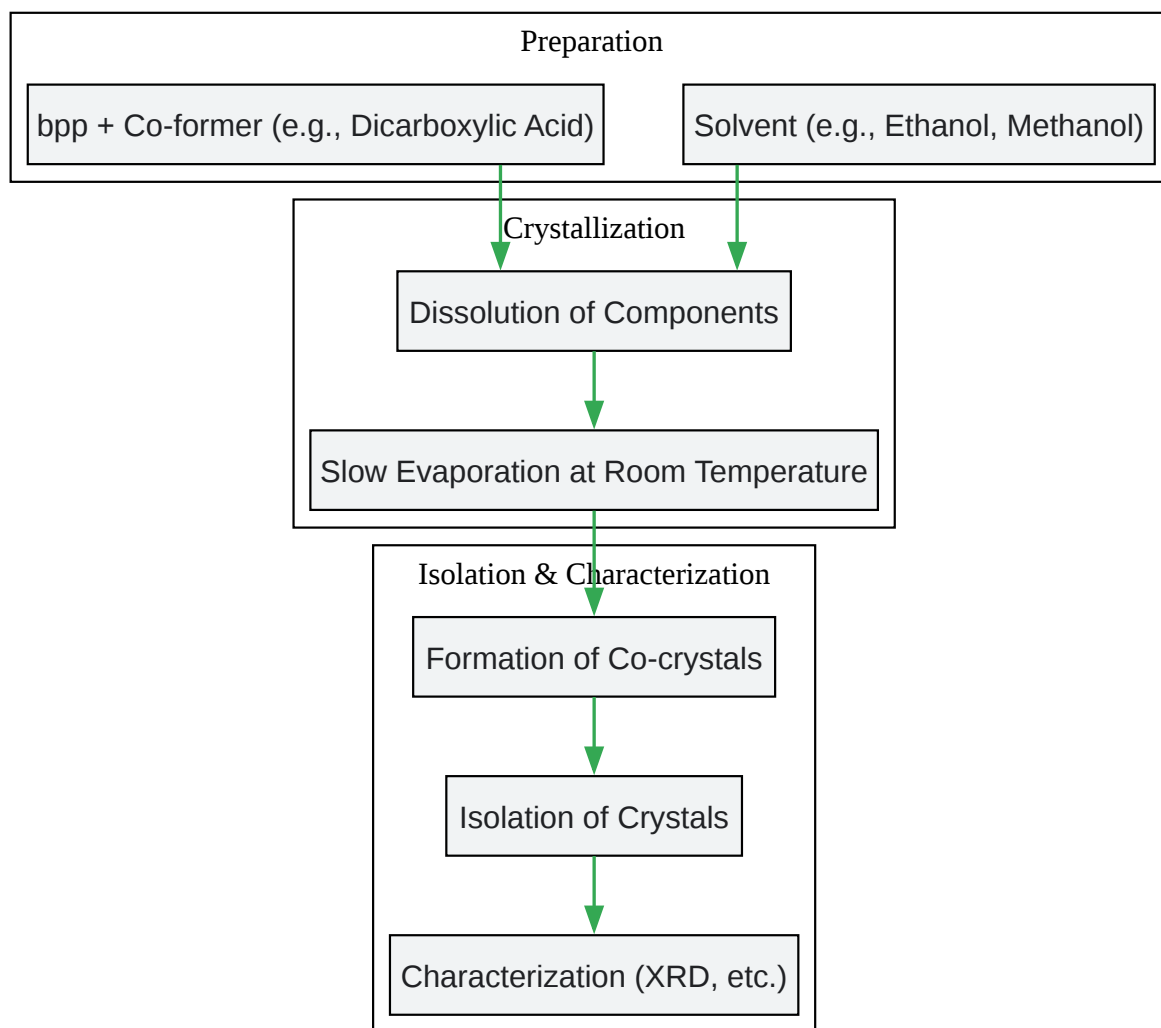 Preparation
bpp + Co-former (e.g., Dicarboxylic Acid)
Solvent (e.g., Ethanol, Methanol)
Crystallization
Dissolution of Components
Slow Evaporation at Room Temperature
Isolation & Characterization
Formation of Co-crystals
Isolation of Crystals
Characterization (XRD, etc.)